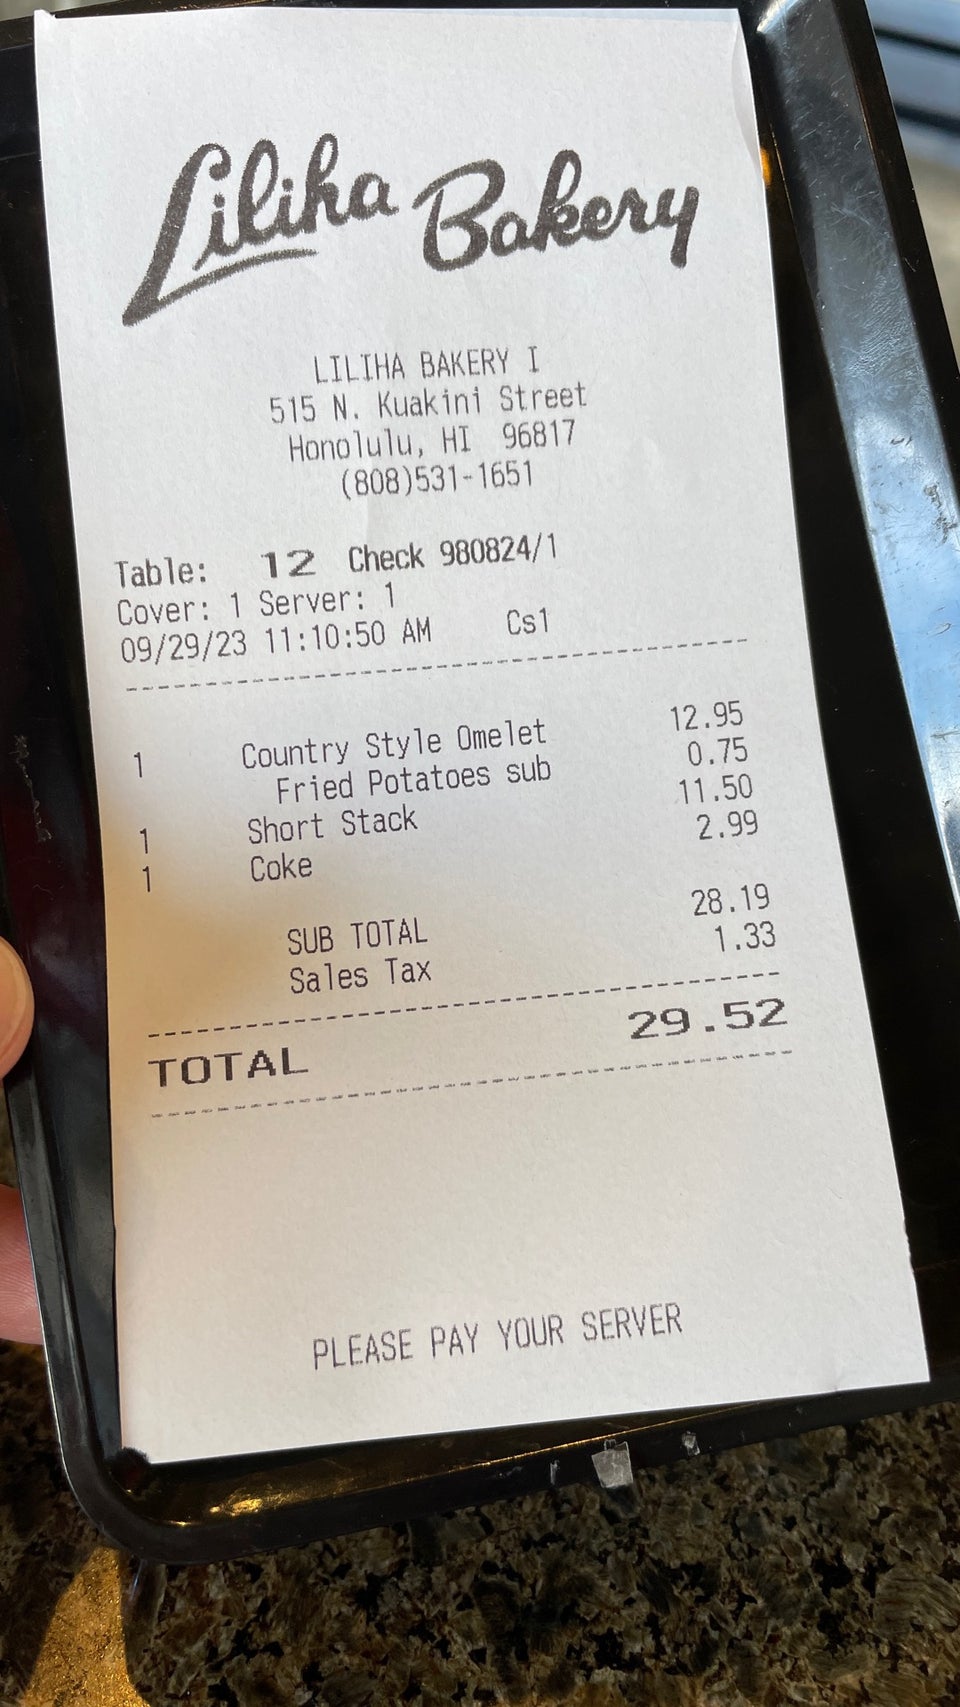 Liliha Bakery
LILIHA BAKERY I
515 N. Kuakini Street
Honolulu, HI 96817
(808)531-1651
Table: 12 Check 980824/1
Cover: 1 Server: 1
09/29/23 11:10:50 AM Cs1
1 Country Style Omelet 12.95
Fried Potatoes sub 0.75
1 Short Stack 11.50
1 Coke 2.99
SUB TOTAL 28.19
Sales Tax 1.33
TOTAL 29.52
PLEASE PAY YOUR SERVER